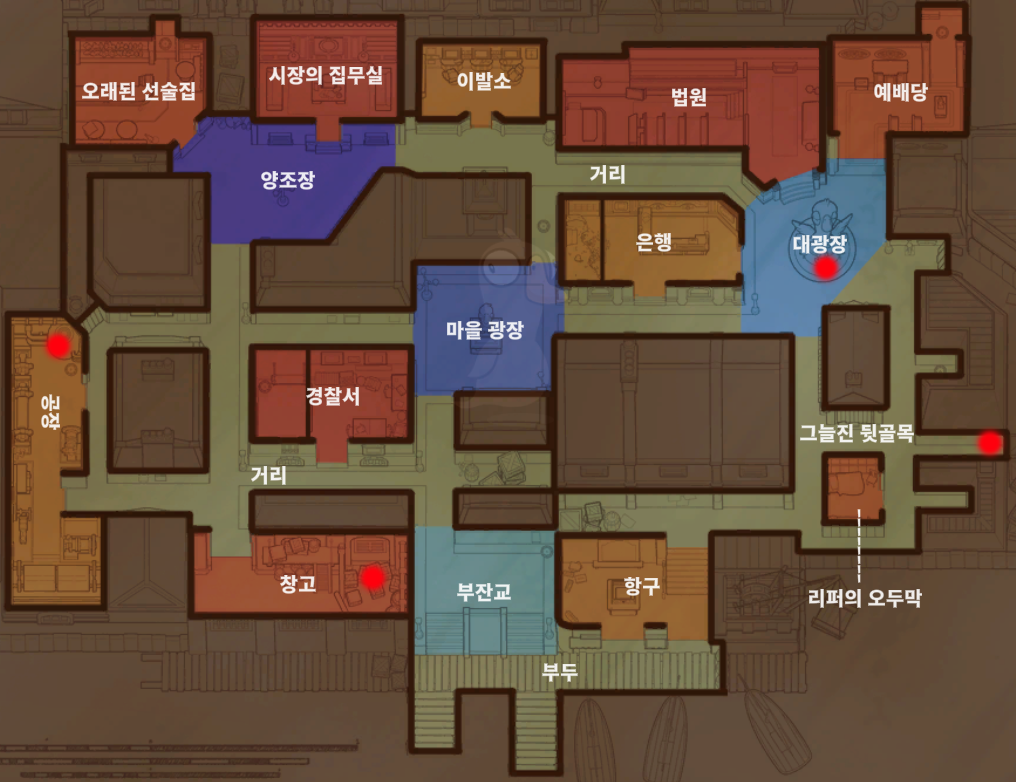 오래된 선술집
시장의 집무실
이발소
법원
예배당
양조장
거리
은행
대광장
마을 광장
공장
경찰서
그늘진 뒷골목
거리
창고
부잔교
항구
리퍼의 오두막
부두